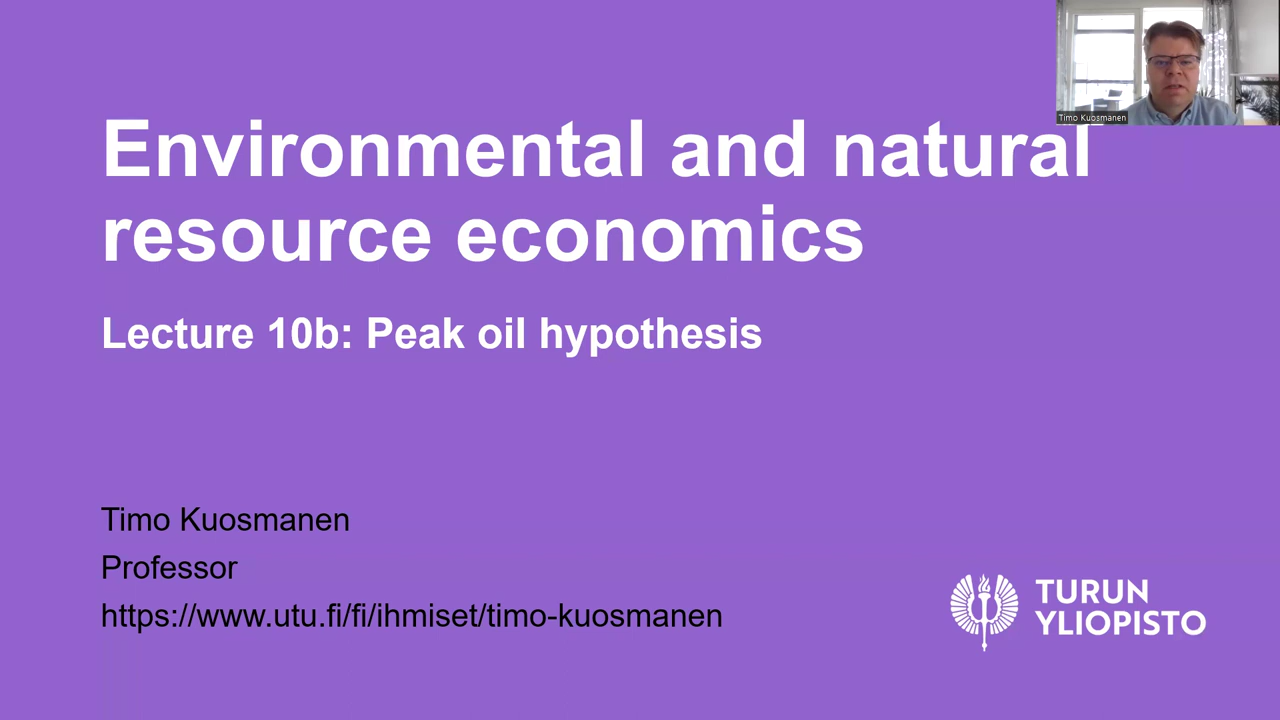 Timo Kuosmanen
Environmental and natural
resource economics
Lecture 10b: Peak oil hypothesis
Timo Kuosmanen
Professor
https://www.utu.fi/fi/ihmiset/timo-kuosmanen
TURUN
YLIOPISTO